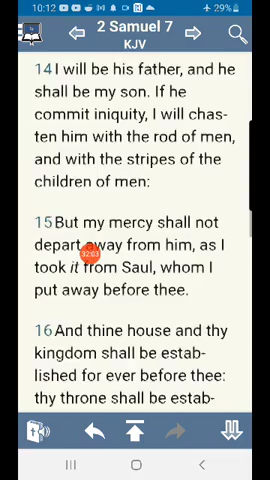 10:12
29%
2 Samuel 7
KJV
14 I will be his father, and he
shall be my son. If he
commit iniquity, I will chas-
ten him with the rod of men,
and with the stripes of the
children of men:
15 But my mercy shall not
depart away from him, as I
32:03
took it from Saul, whom I
put away before thee.
16 And thine house and thy
kingdom shall be estab-
lished for ever before thee:
thy throne shall be estab-